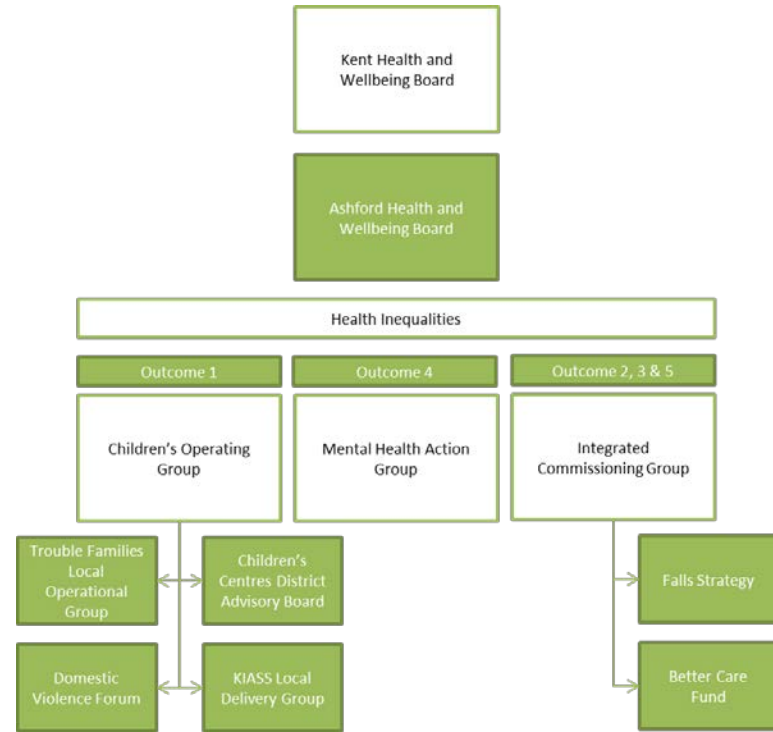 Kent Health and
Wellbeing Board
Ashford Health and
Wellbeing Board
Health Inequalities
Outcome 1
Outcome 4
Outcome 2, 3 & 5
Children's Operating
Group
Mental Health Action
Group
Integrated
Commissioning Group
Trouble Families
Local
Operational
Group
Children's
Centres District
Advisory Board
Falls Strategy
Domestic
Violence Forum
KIASS Local
Delivery Group
Better Care
Fund